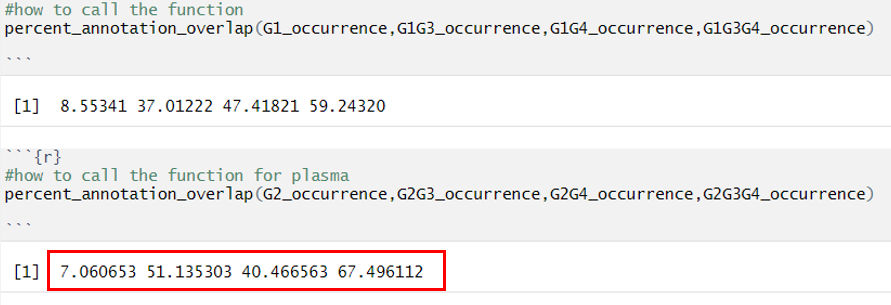 #how to call the function
percent_annotation_overlap(G1_occurrence,G1G3_occurrence,G1G4_occurrence,G1G3G4_occurrence)
```
[1] 8.55341 37.01222 47.41821 59.24320
```{r}
#how to call the function for plasma
percent_annotation_overlap(G2_occurrence,G2G3_occurrence,G2G4_occurrence,G2G3G4_occurrence)
```
[1] 7.060653 51.135303 40.466563 67.496112